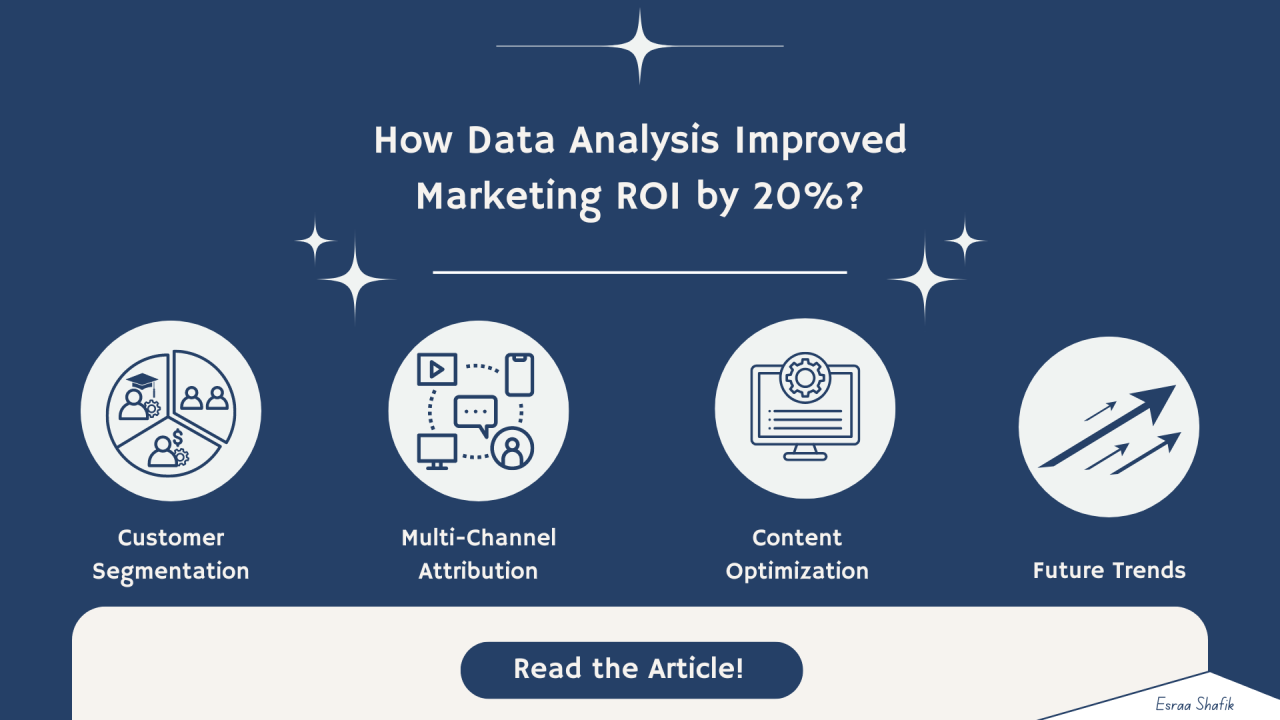 How Data Analysis Improved
Marketing ROI by 20%?
$
Customer
Segmentation
Multi-Channel
Attribution
Content
Optimization
Future Trends
Read the Article!
Esraa Shafik